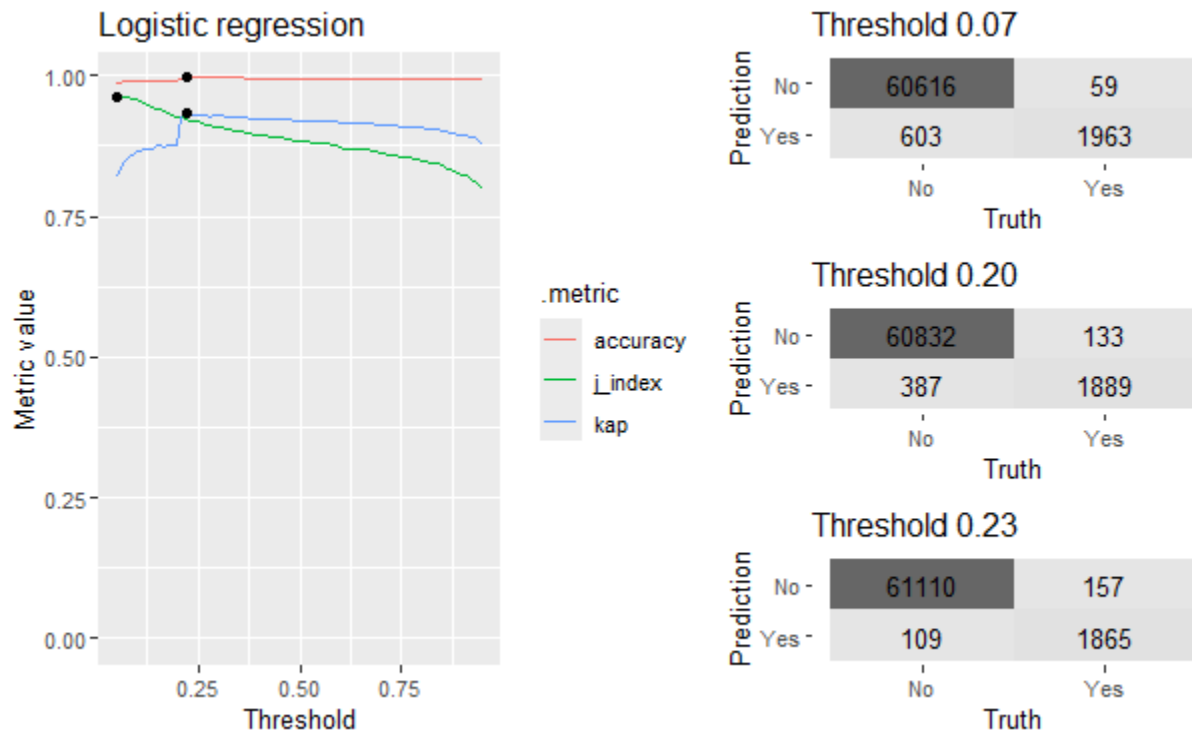 Logistic regression
1.00
0.75
0.50
0.25
0.00
Metric value
0.25 0.50 0.75
Threshold
.metric
accuracy
j_index
kap
Threshold 0.07
Prediction
No 60616 59
Yes 603 1963
No Yes
Truth
Threshold 0.20
Prediction
No 60832 133
Yes 387 1889
No Yes
Truth
Threshold 0.23
Prediction
No 61110 157
Yes 109 1865
No Yes
Truth